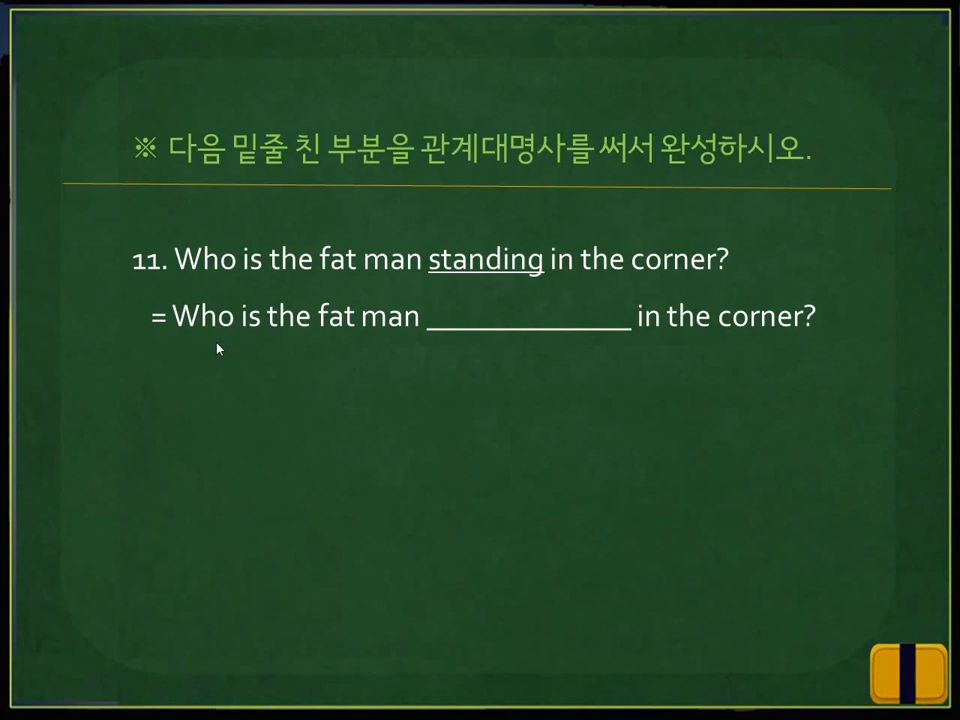 ※ 다음 밑줄 친 부분을 관계대명사를 써서 완성하시오.
11. Who is the fat man standing in the corner?
= Who is the fat man ______________ in the corner?